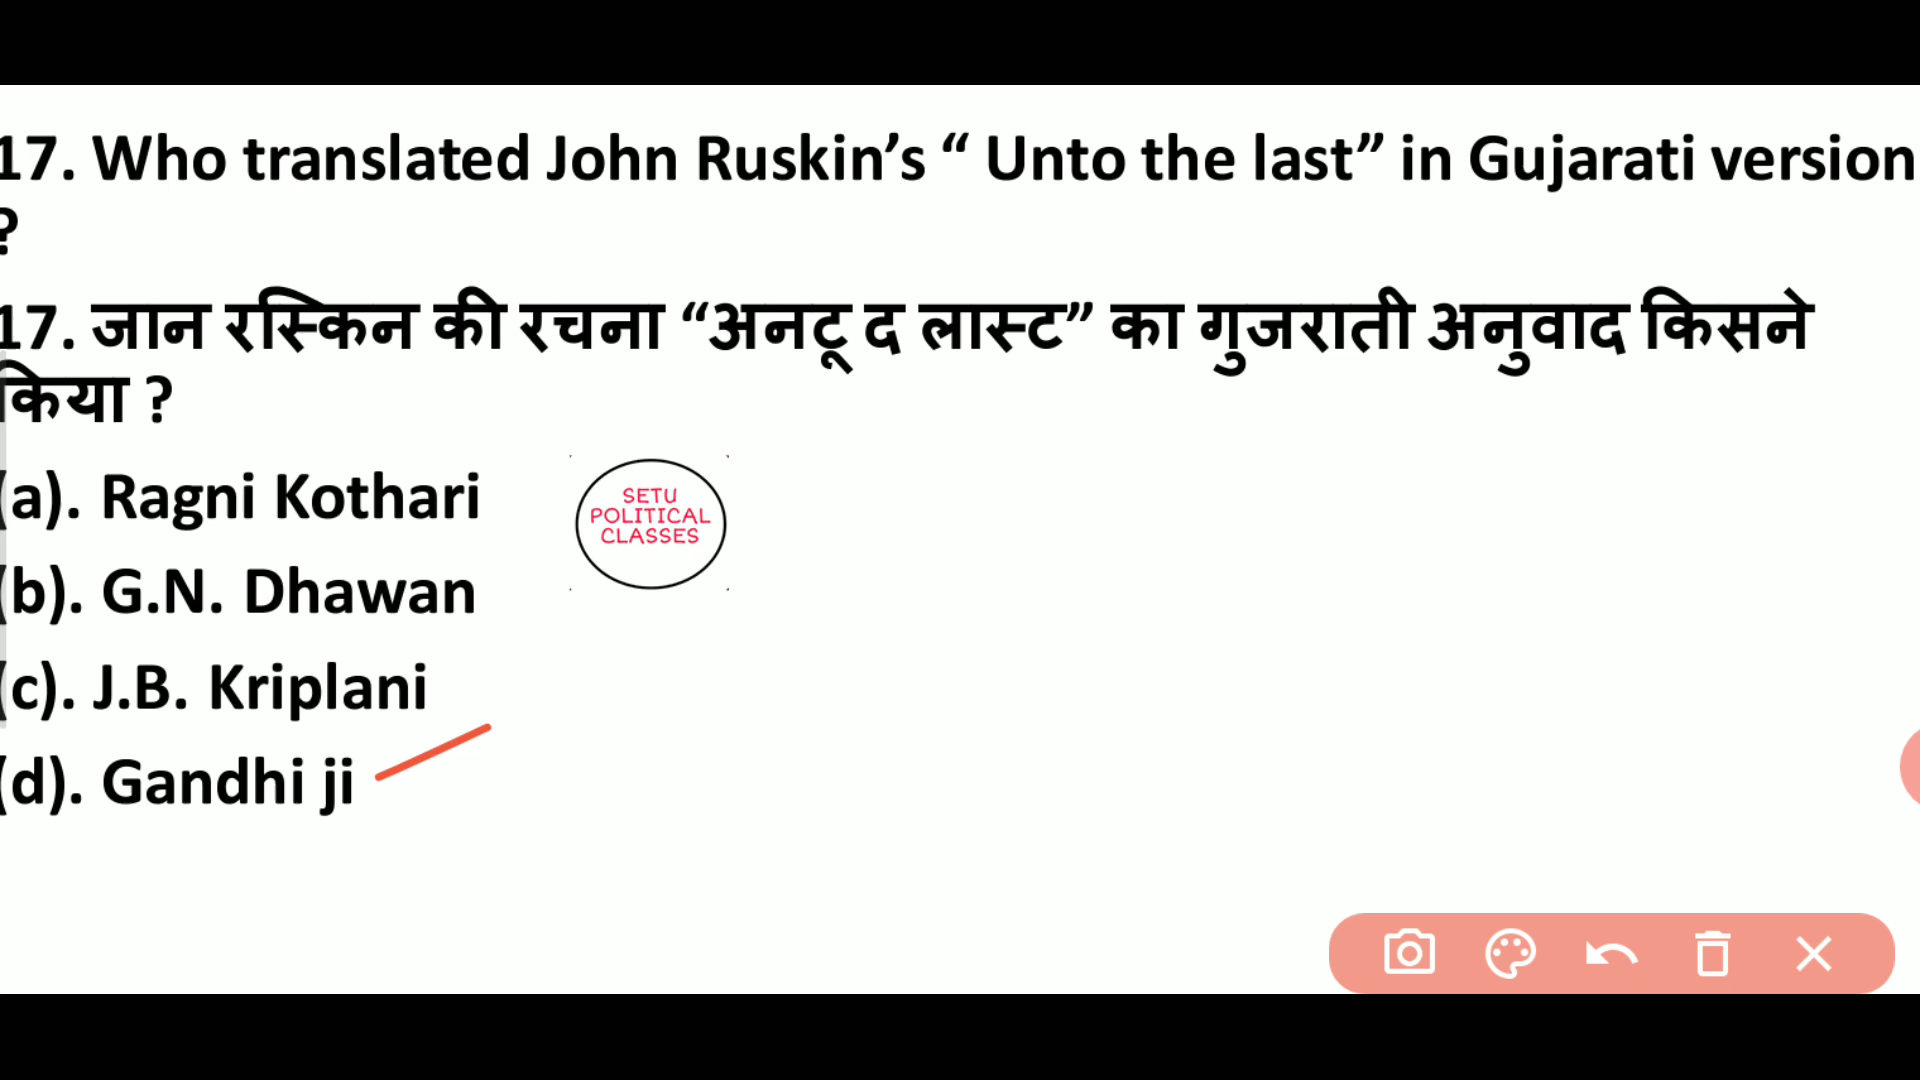 17. Who translated John Ruskin’s “ Unto the last” in Gujarati version
?
17. जान रस्किन की रचना “अनटू द लास्ट” का गुजराती अनुवाद किसने
किया ?
(a). Ragni Kothari
SETU
POLITICAL
CLASSES
(b). G.N. Dhawan
(c). J.B. Kriplani
(d). Gandhi ji